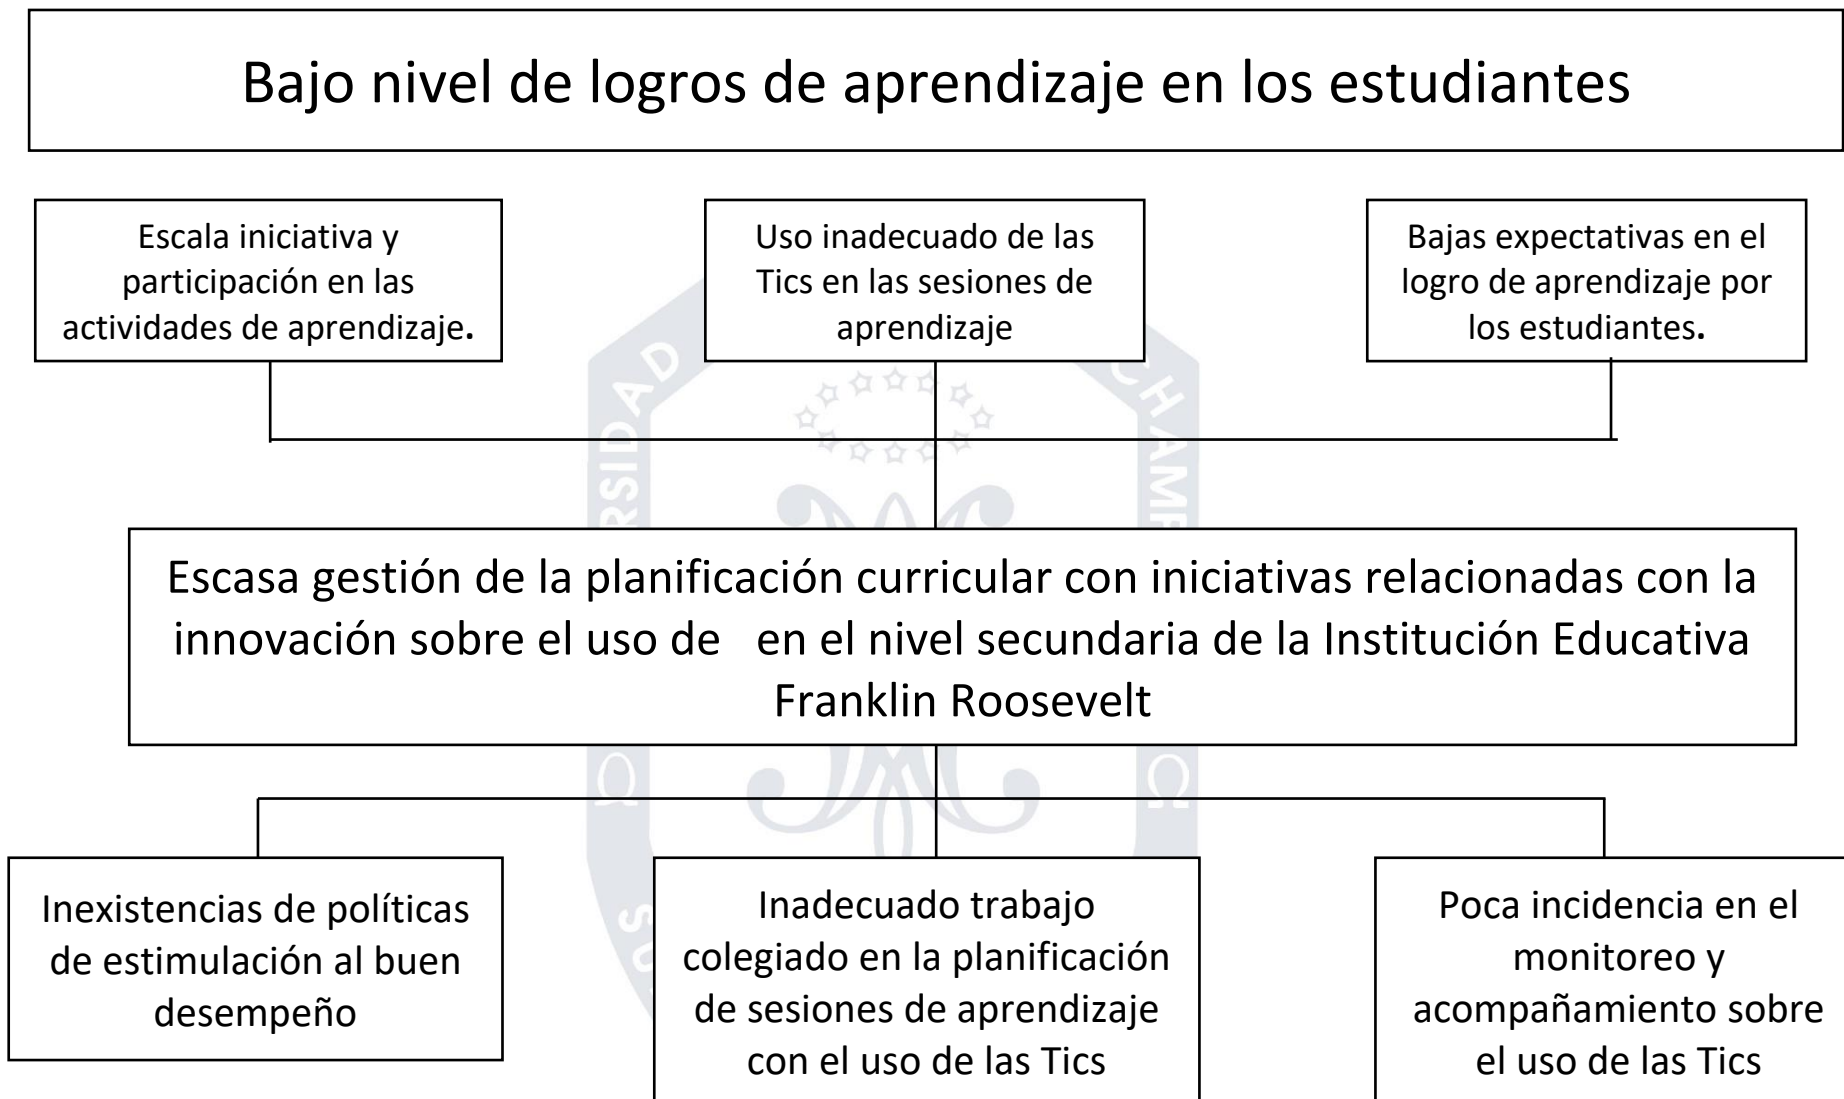 Bajo nivel de logros de aprendizaje en los estudiantes
Escala iniciativa y
participación en las
actividades de aprendizaje.
Uso inadecuado de las
Tics en las sesiones de
aprendizaje
Bajas expectativas en el
logro de aprendizaje por
los estudiantes.
Escasa gestión de la planificación curricular con iniciativas relacionadas con la
innovación sobre el uso de   en el nivel secundaria de la Institución Educativa
Franklin Roosevelt
Inexistencias de políticas
de estimulación al buen
desempeño
Inadecuado trabajo
colegiado en la planificación
de sesiones de aprendizaje
con el uso de las Tics
Poca incidencia en el
monitoreo y
acompañamiento sobre
el uso de las Tics